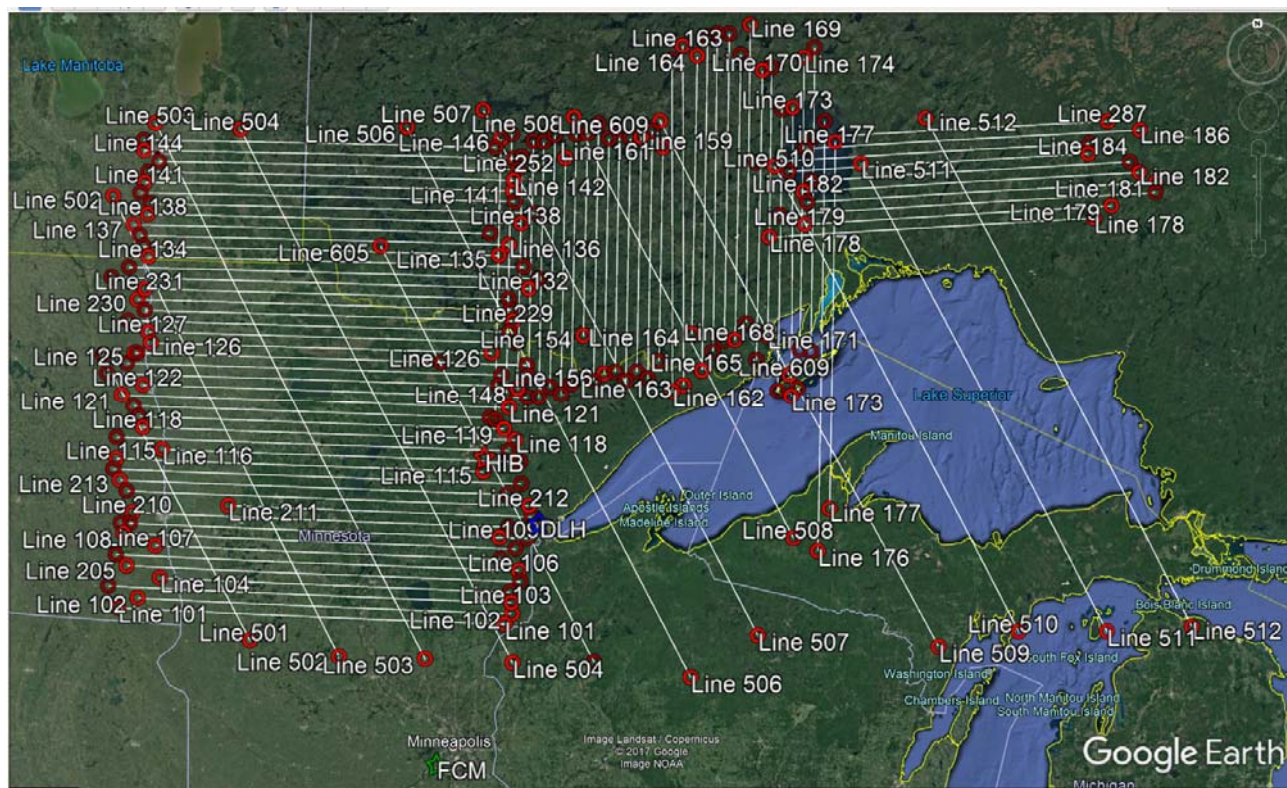 Line 169
Line 163
Line 164
Line 170
Line 174
Lake Manitoba
Line 503
Line 504
Line 507
Line 506
Line 508
Line 609
Line 173
Line 512
Line 287
Line 144
Line 146
Line 159
Line 177
Line 186
Line 252
Line 161
Line 510
Line 511
Line 184
Line 141
Line 141
Line 142
Line 182
Line 182
Line 502
Line 181
Line 138
Line 138
Line 179
Line 179
Line 137
Line 178
Line 178
Line 134
Line 605
Line 135
Line 136
Line 231
Line 132
Line 230
Line 229
Line 127
Line 154
Line 164
Line 168
Line 171
Line 126
Line 125
Line 126
Line 165
Line 609
Line 122
Line 156
Line 163
Line 121
Line 148
Line 162
Line 173
Lake Superior
Line 121
Line 118
Line 119
Line 118
Manitou Island
Line 115
Line 116
HIB
Line 115
Line 213
Outer Island
Line 210
Line 211
Line 212
Apostle Islands
Line 177
Madeline Island
Line 109
DLH
Minnesota
Line 508
Line 108
Line 107
Line 176
Line 205
Line 106
Drummond Island
Line 104
Line 103
Line 102
Line 101
Line 102
Bois Blanc Island
Line 101
Line 501
Line 507
Line 510
Line 511
Line 512
Line 502
Line 503
Line 504
Line 509
South Fox Island
Line 506
Washington Island
Chambers Island
North Manitou Island
South Manitou Island
Minneapolis
FCM
Image Landsat / Copernicus
© 2017 Google
Image NOAA
Google Earth
Michigan
N